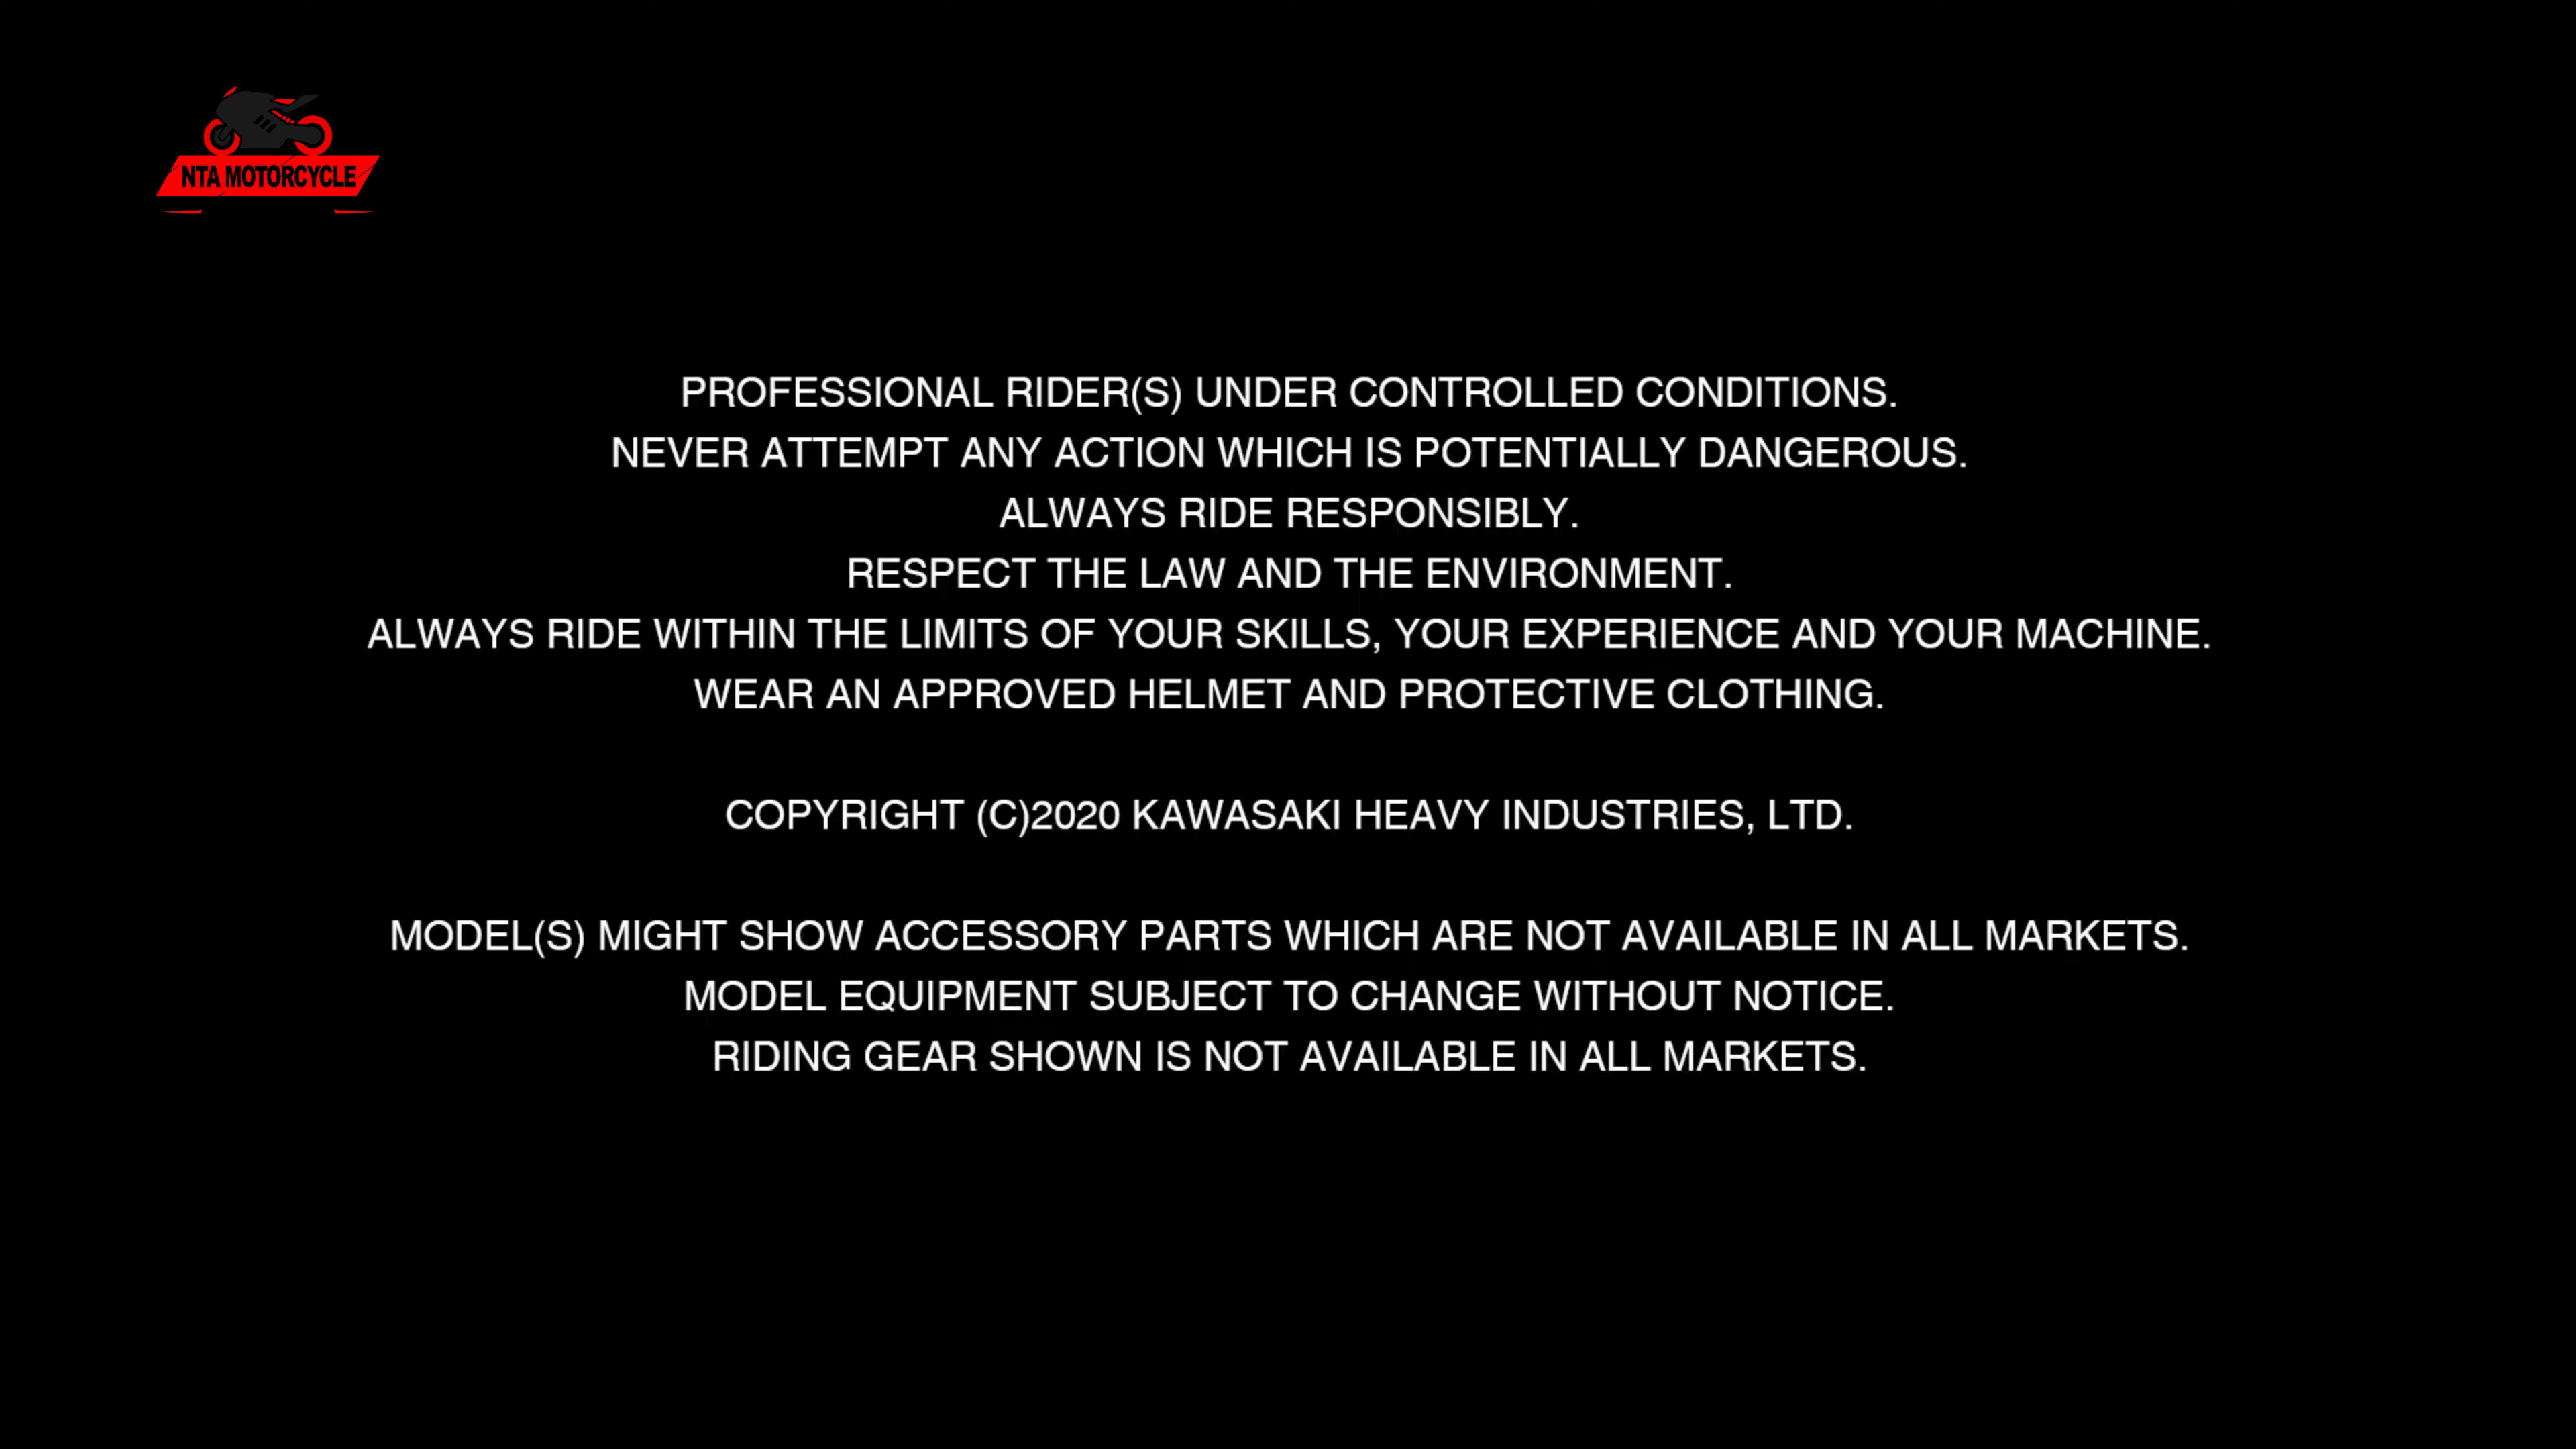 NTA MOTORCYCLE
PROFESSIONAL RIDER(S) UNDER CONTROLLED CONDITIONS.
NEVER ATTEMPT ANY ACTION WHICH IS POTENTIALLY DANGEROUS.
ALWAYS RIDE RESPONSIBLY.
RESPECT THE LAW AND THE ENVIRONMENT.
ALWAYS RIDE WITHIN THE LIMITS OF YOUR SKILLS, YOUR EXPERIENCE AND YOUR MACHINE.
WEAR AN APPROVED HELMET AND PROTECTIVE CLOTHING.
COPYRIGHT (C)2020 KAWASAKI HEAVY INDUSTRIES, LTD.
MODEL(S) MIGHT SHOW ACCESSORY PARTS WHICH ARE NOT AVAILABLE IN ALL MARKETS.
MODEL EQUIPMENT SUBJECT TO CHANGE WITHOUT NOTICE.
RIDING GEAR SHOWN IS NOT AVAILABLE IN ALL MARKETS.